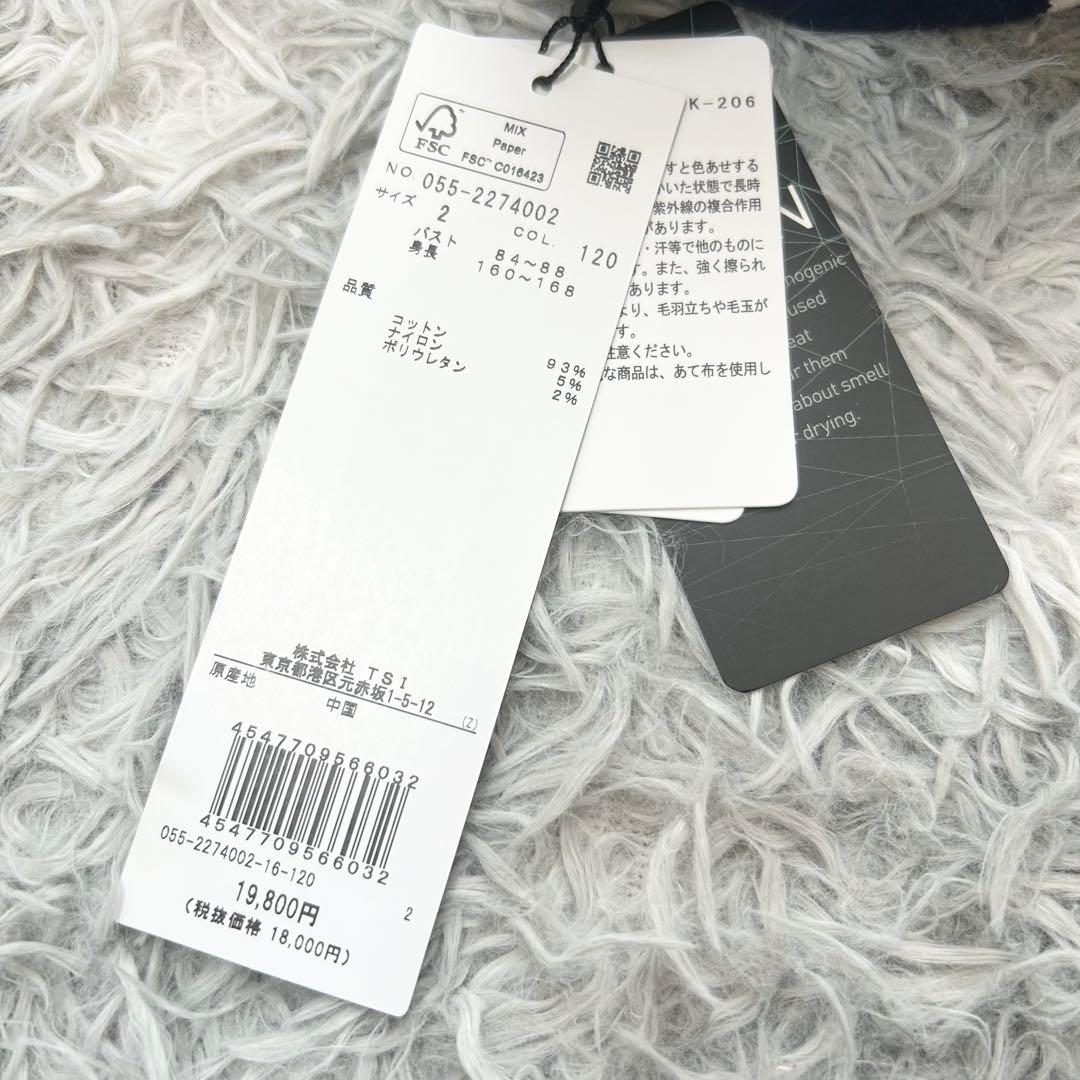 MIX
Paper
FSC™ C016423
FSC™
NO. 055-2274002
サイズ 2 COL. 120
バスト 84～88
身長 160～168
品質
コットン 93%
ナイロン 5%
ポリウレタン 2%
株式会社 TSI
東京都港区元赤坂1-5-12
(Z)
原産地 中国
4547709566032
4547709566032
055-2274002-16-120
2
19,800円
(税抜価格 18,000円)
K-206
すと色あせする
いた状態で長時
紫外線の複合作用
があります。
・汗等で他のものに
す。また、強く擦られ
あります。
より、毛羽立ちや毛玉が
す。
注意ください。
な商品は、あて布を使用し
used
eat
them
about smell
drying.